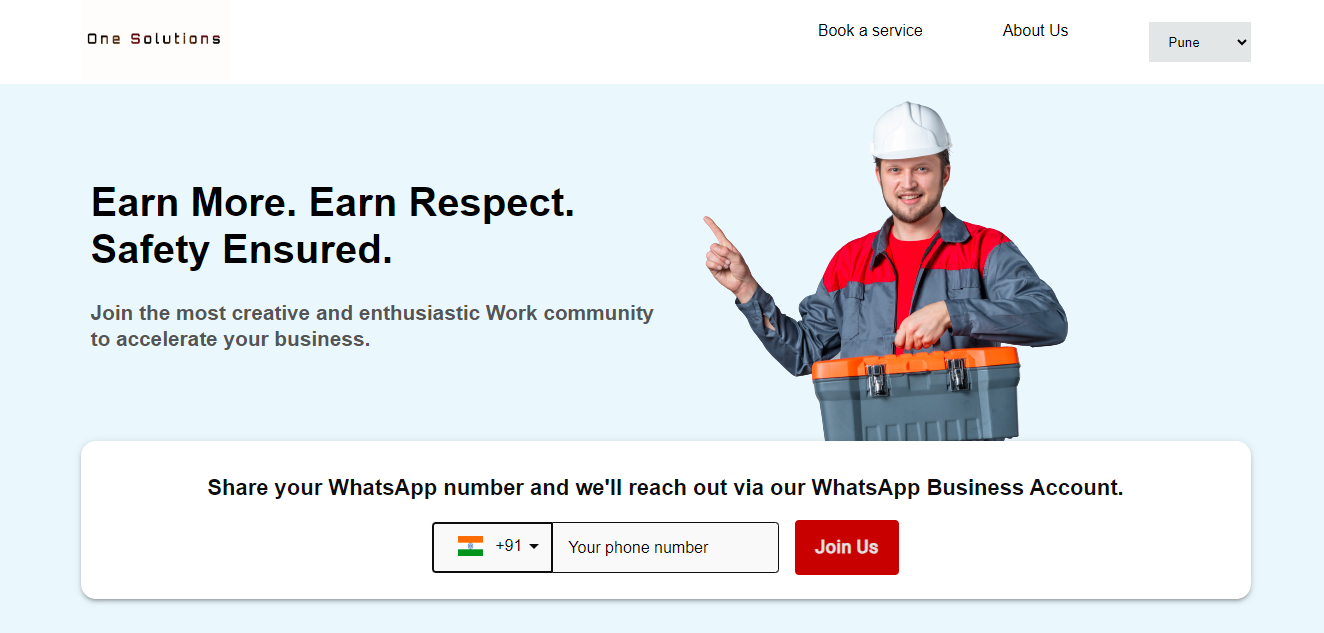 One Solutions
Book a service
About Us
Pune
Earn More. Earn Respect.
Safety Ensured.
Join the most creative and enthusiastic Work community
to accelerate your business.
Share your WhatsApp number and we'll reach out via our WhatsApp Business Account.
+91
Your phone number
Join Us